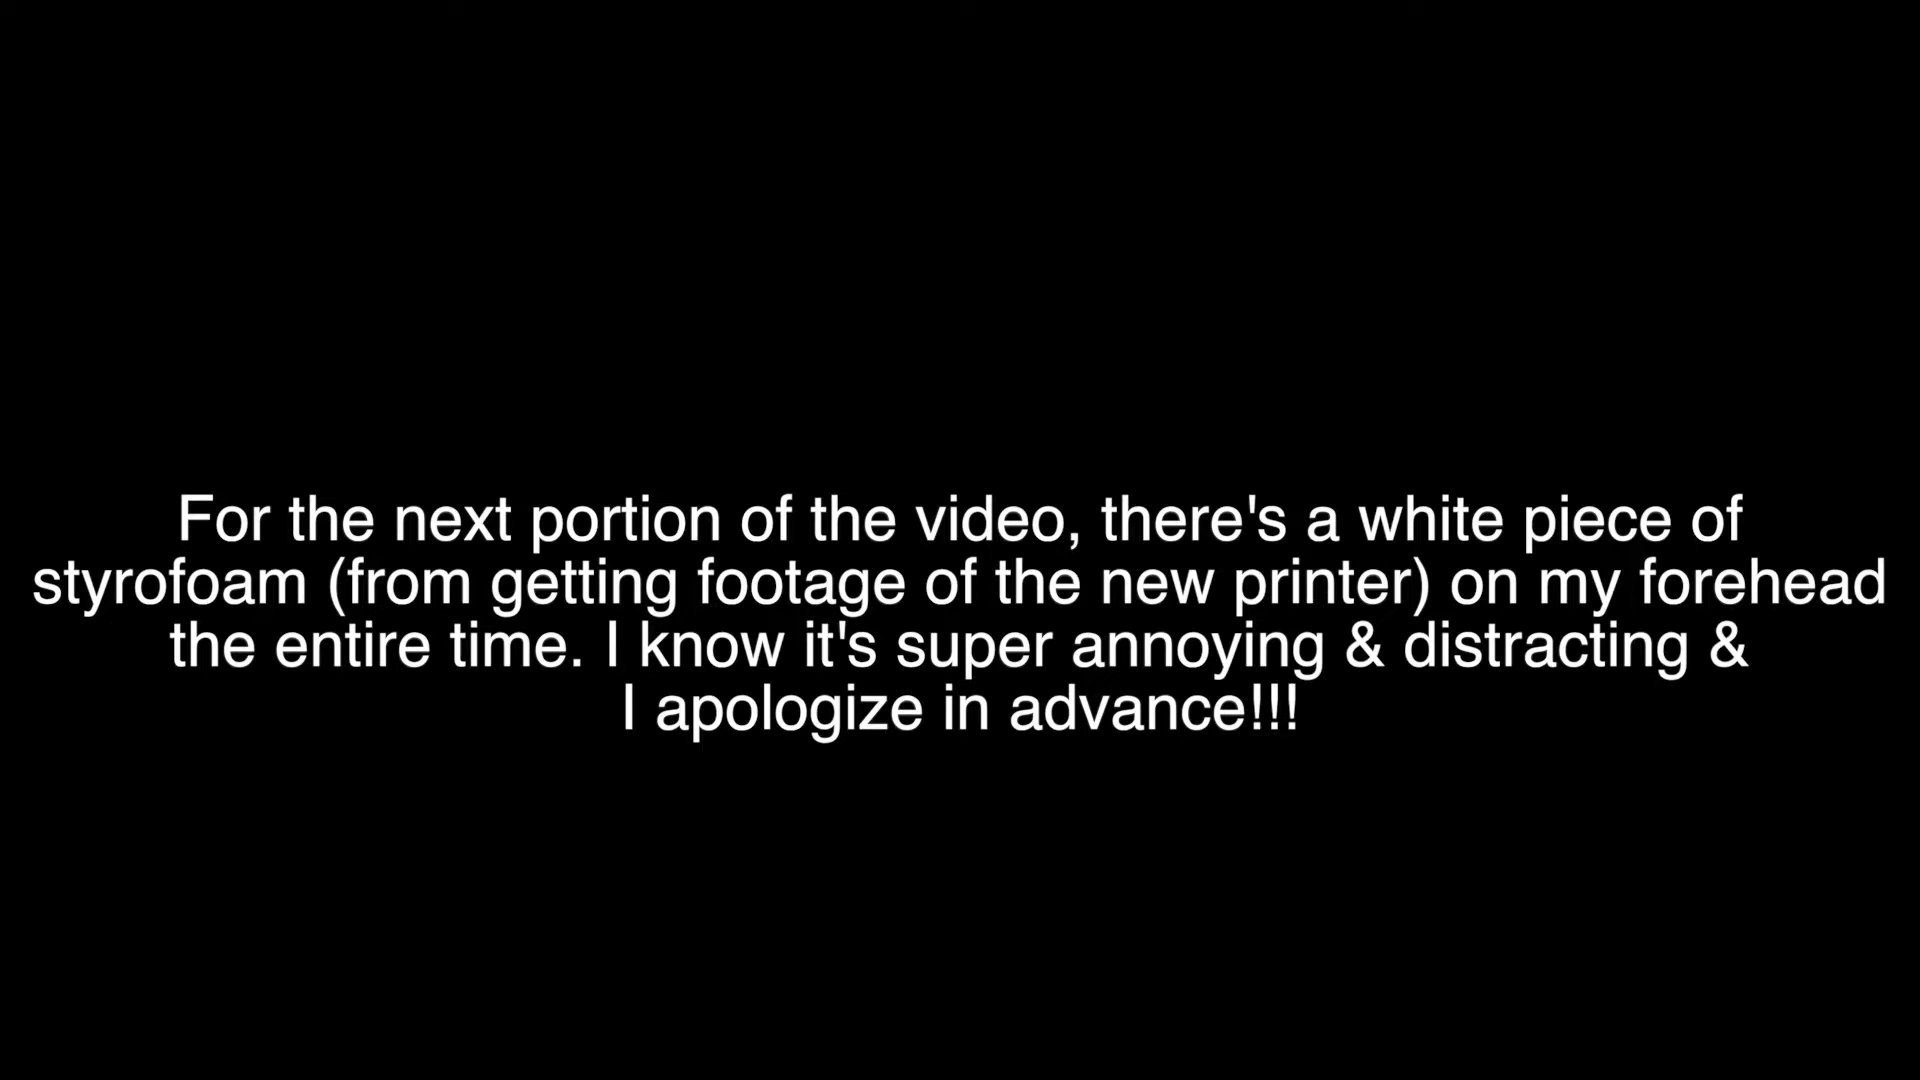 For the next portion of the video, there's a white piece of
styrofoam (from getting footage of the new printer) on my forehead
the entire time. I know it's super annoying & distracting &
I apologize in advance!!!